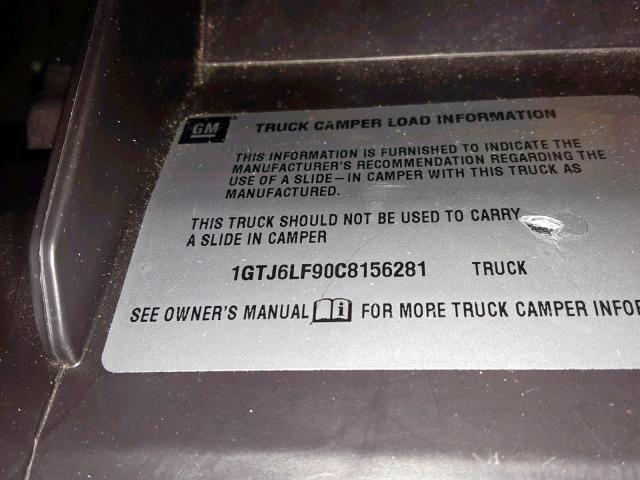 GM TRUCK CAMPER LOAD INFORMATION
THIS INFORMATION IS FURNISHED TO INDICATE THE
MANUFACTURER'S RECOMMENDATION REGARDING THE
USE OF A SLIDE-IN CAMPER WITH THIS TRUCK AS
MANUFACTURED.
THIS TRUCK SHOULD NOT BE USED TO CARRY
A SLIDE IN CAMPER
1GTJ6LF90C8156281 TRUCK
SEE OWNER'S MANUAL i FOR MORE TRUCK CAMPER INFOR